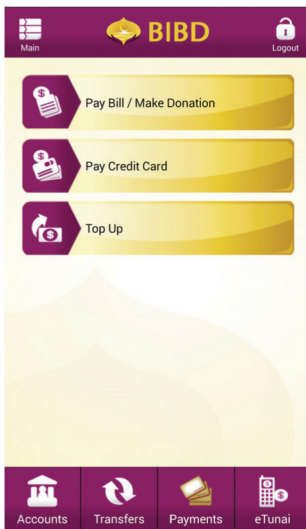 BIBD
Main
Logout
Pay Bill / Make Donation
Pay Credit Card
Top Up
Accounts
Transfers
Payments
eTunai